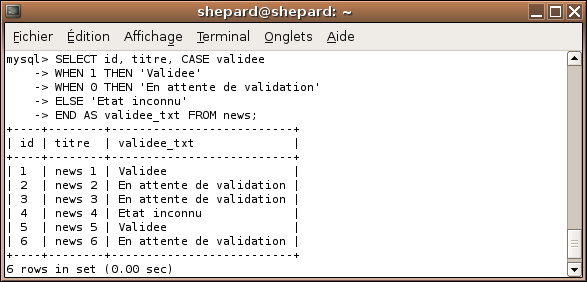 shepard@shepard: ~
Fichier Édition Affichage Terminal Onglets Aide
mysql> SELECT id, titre, CASE validee
    -> WHEN 1 THEN 'Validee'
    -> WHEN 0 THEN 'En attente de validation'
    -> ELSE 'Etat inconnu'
    -> END AS validee_txt FROM news;
+----+--------+--------------------------+
| id | titre  | validee_txt              |
+----+--------+--------------------------+
| 1  | news 1 | Validee                  |
| 2  | news 2 | En attente de validation |
| 3  | news 3 | En attente de validation |
| 4  | news 4 | Etat inconnu             |
| 5  | news 5 | Validee                  |
| 6  | news 6 | En attente de validation |
+----+--------+--------------------------+
6 rows in set (0.00 sec)